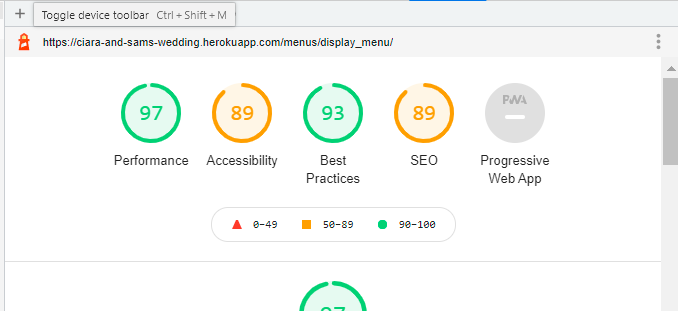 + Toggle device toolbar Ctrl + Shift + M
https://ciara-and-sams-wedding.herokuapp.com/menus/display_menu/
97 89 93 89 PWA
Performance Accessibility Best Practices SEO Progressive Web App
0–49 50–89 90–100
97